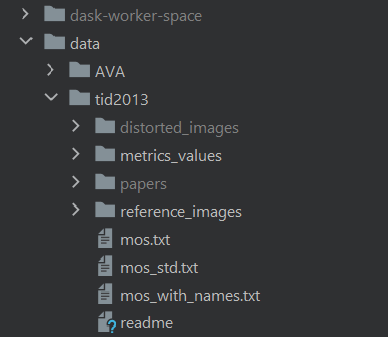 dask-worker-space
data
AVA
tid2013
distorted_images
metrics_values
papers
reference_images
mos.txt
mos_std.txt
mos_with_names.txt
readme